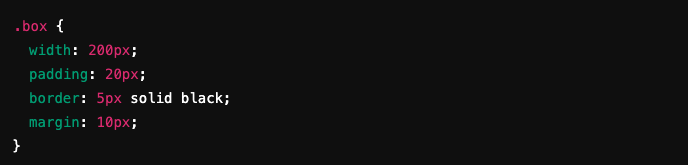 .box {
  width: 200px;
  padding: 20px;
  border: 5px solid black;
  margin: 10px;
}